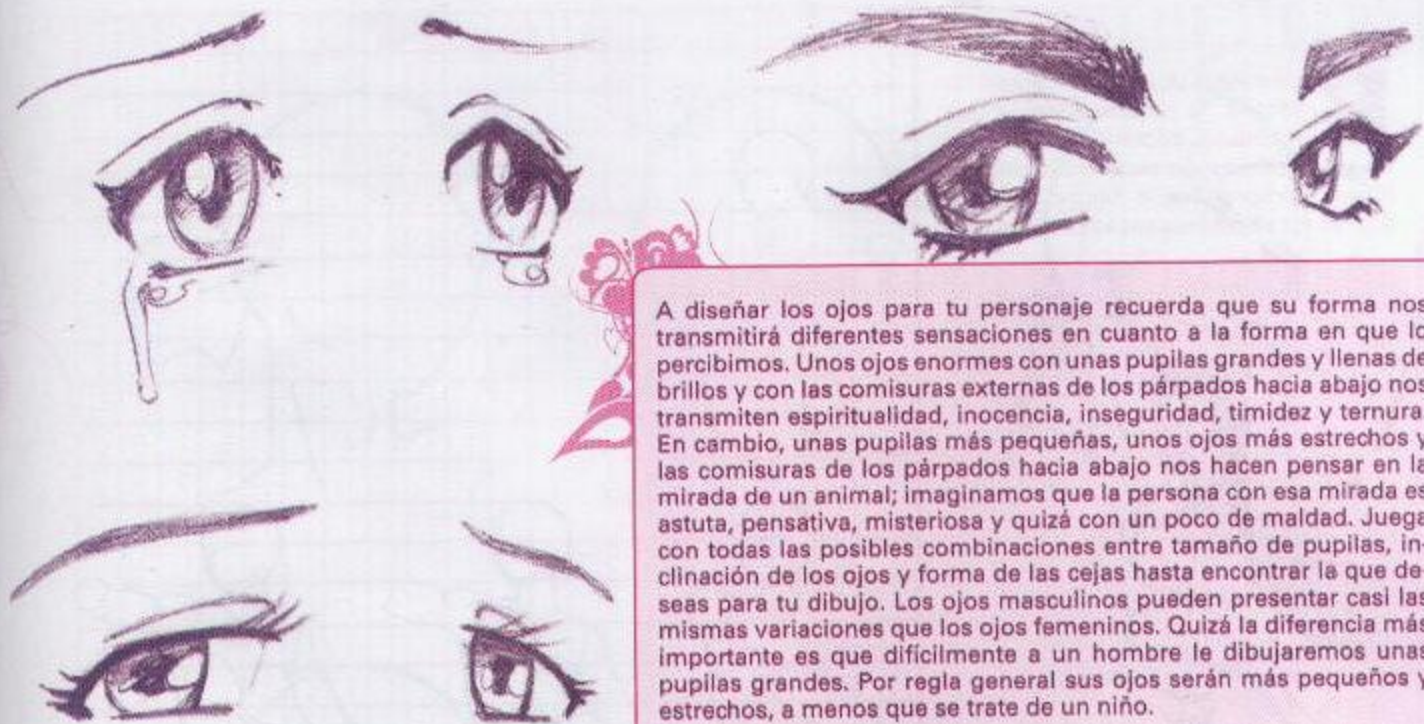 A diseñar los ojos para tu personaje recuerda que su forma nos
transmitirá diferentes sensaciones en cuanto a la forma en que lo
percibimos. Unos ojos enormes con unas pupilas grandes y llenas de
brillos y con las comisuras externas de los párpados hacia abajo nos
transmiten espiritualidad, inocencia, inseguridad, timidez y ternura.
En cambio, unas pupilas más pequeñas, unos ojos más estrechos y
las comisuras de los párpados hacia abajo nos hacen pensar en la
mirada de un animal; imaginamos que la persona con esa mirada es
astuta, pensativa, misteriosa y quizá con un poco de maldad. Juega
con todas las posibles combinaciones entre tamaño de pupilas, in-
clinación de los ojos y forma de las cejas hasta encontrar la que de-
seas para tu dibujo. Los ojos masculinos pueden presentar casi las
mismas variaciones que los ojos femeninos. Quizá la diferencia más
importante es que difícilmente a un hombre le dibujaremos unas
pupilas grandes. Por regla general sus ojos serán más pequeños y
estrechos, a menos que se trate de un niño.